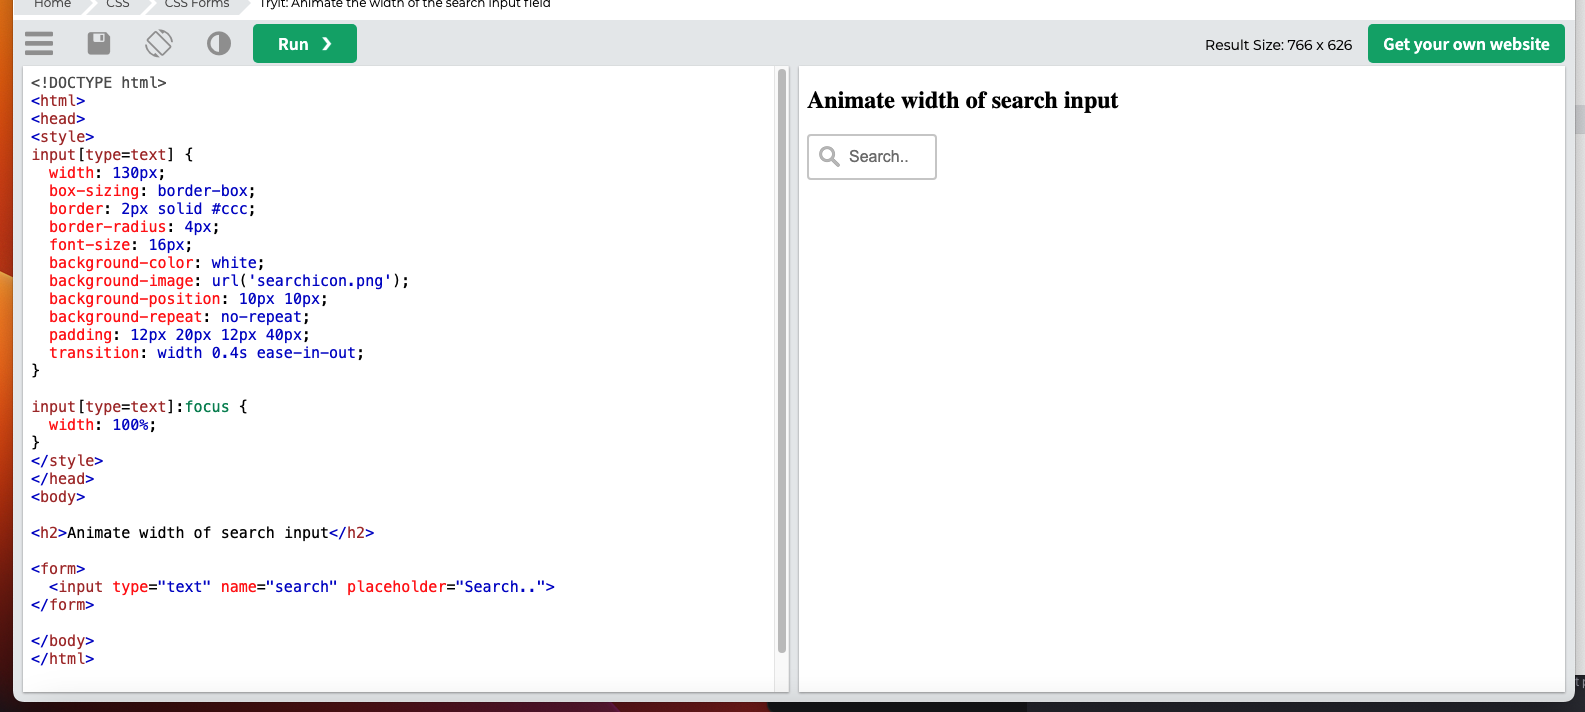 Home CSS CSS Forms Tryit: Animate the width of the search input field
Run ❯ Result Size: 766 x 626 Get your own website
<!DOCTYPE html>
<html>
<head>
<style>
input[type=text] {
  width: 130px;
  box-sizing: border-box;
  border: 2px solid #ccc;
  border-radius: 4px;
  font-size: 16px;
  background-color: white;
  background-image: url('searchicon.png');
  background-position: 10px 10px;
  background-repeat: no-repeat;
  padding: 12px 20px 12px 40px;
  transition: width 0.4s ease-in-out;
}
input[type=text]:focus {
  width: 100%;
}
</style>
</head>
<body>
<h2>Animate width of search input</h2>
<form>
  <input type="text" name="search" placeholder="Search..">
</form>
</body>
</html>
Animate width of search input
Search..